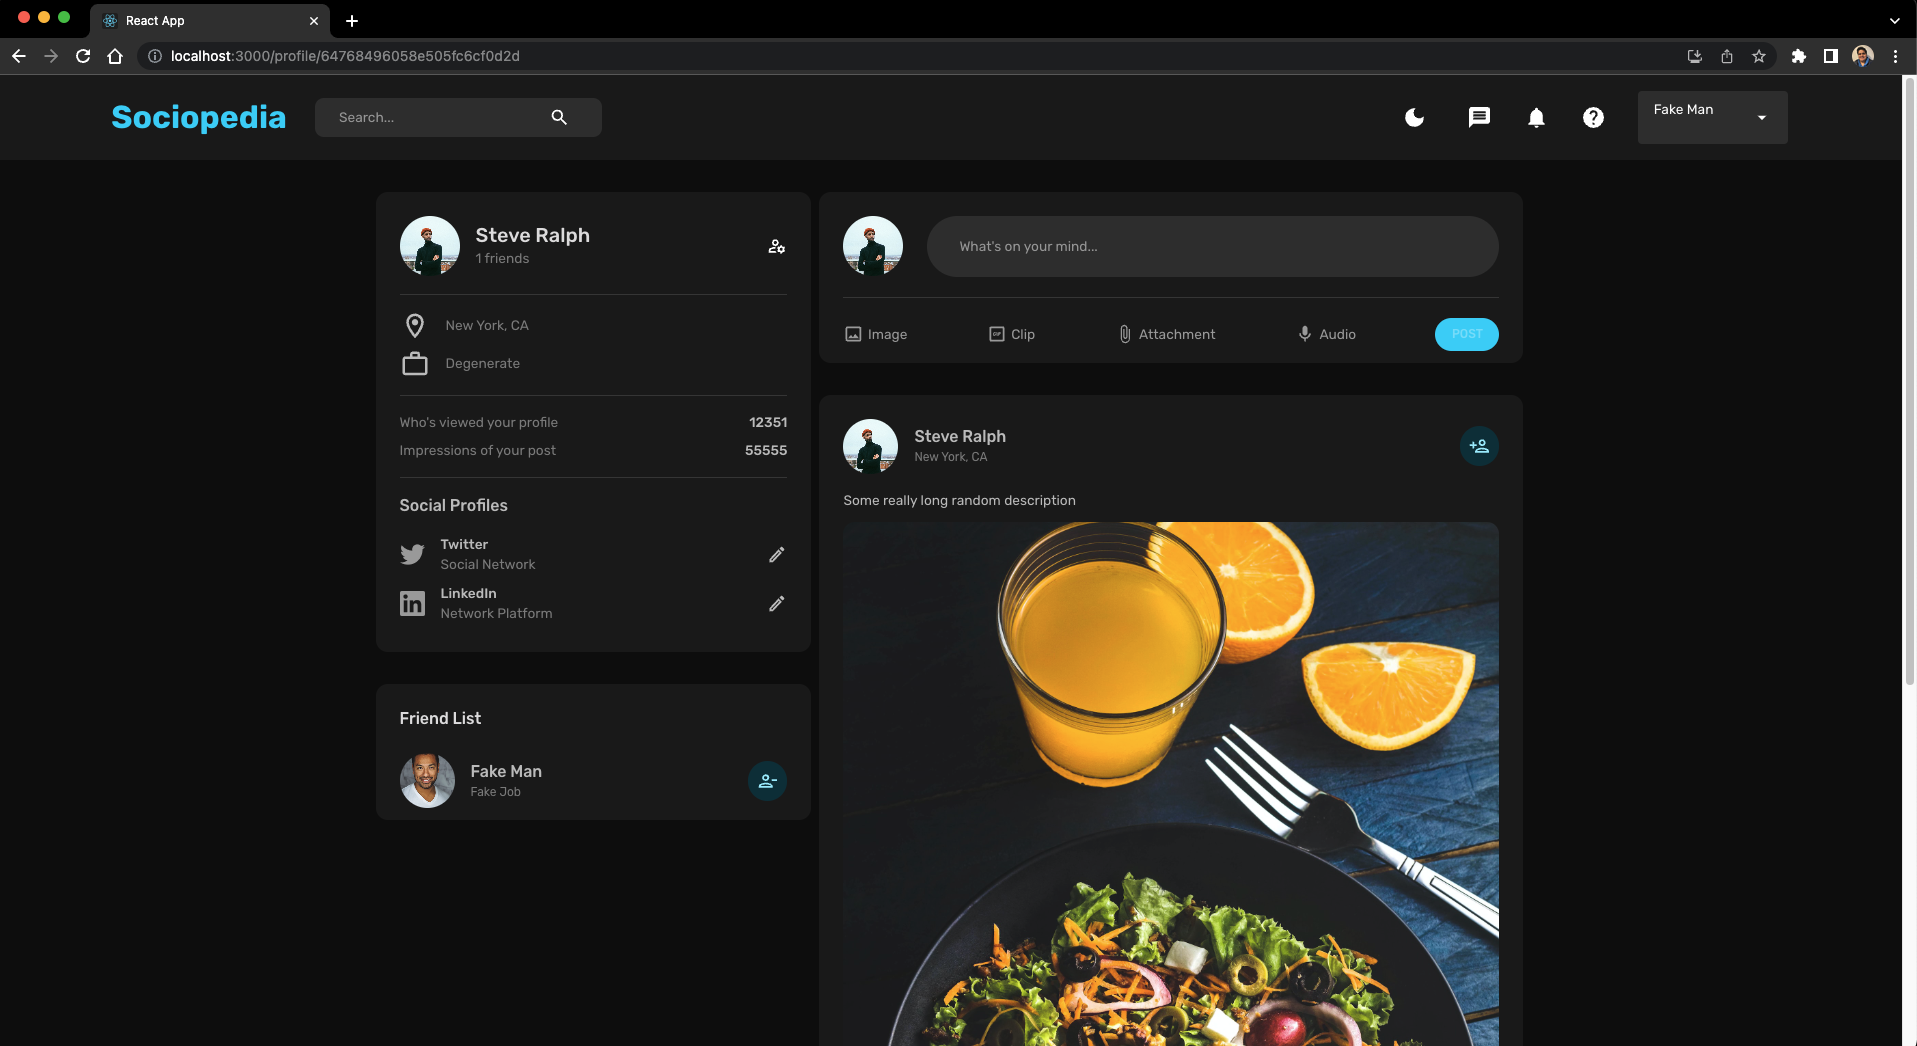 React App
localhost:3000/profile/64768496058e505fc6cf0d2d
Sociopedia
Search...
Fake Man
Steve Ralph
1 friends
New York, CA
Degenerate
Who's viewed your profile 12351
Impressions of your post 55555
Social Profiles
Twitter
Social Network
LinkedIn
Network Platform
Friend List
Fake Man
Fake Job
What's on your mind...
Image
GIF
Clip
Attachment
Audio
POST
Steve Ralph
New York, CA
Some really long random description